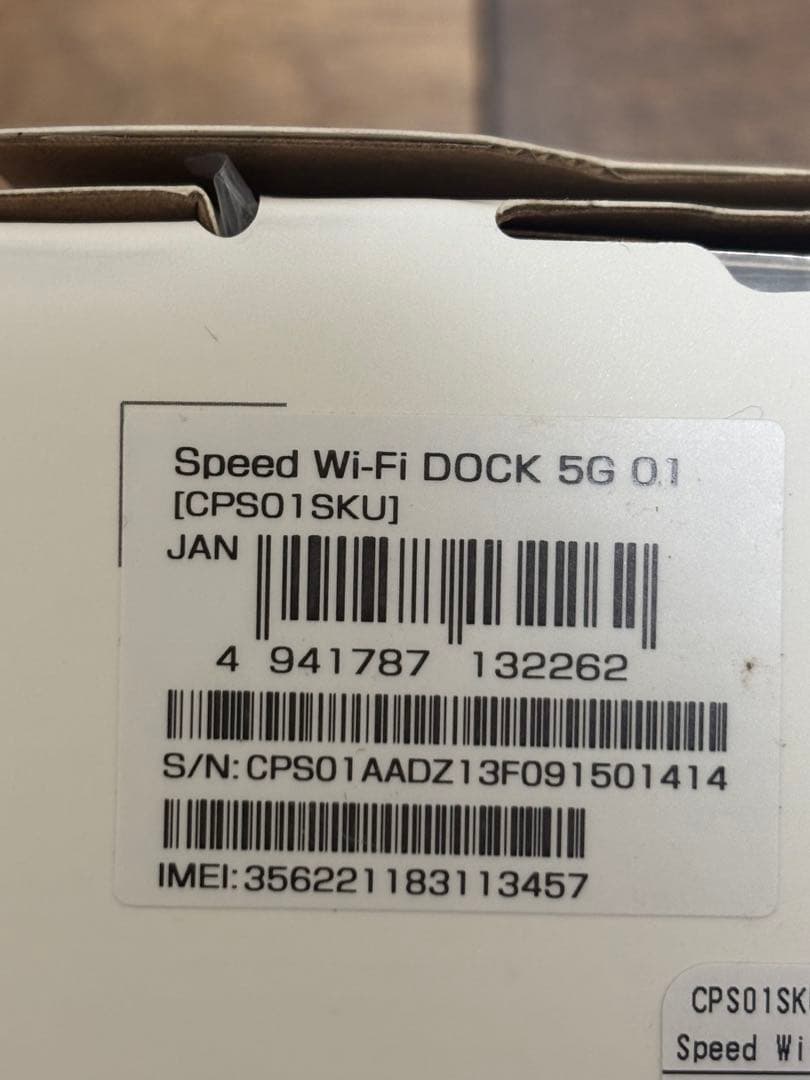 Speed Wi-Fi DOCK 5G 01
[CPS01SKU]
JAN
4 941787 132262
S/N:CPS01AADZ13F091501414
IMEI:356221183113457
CPS01SK
Speed Wi